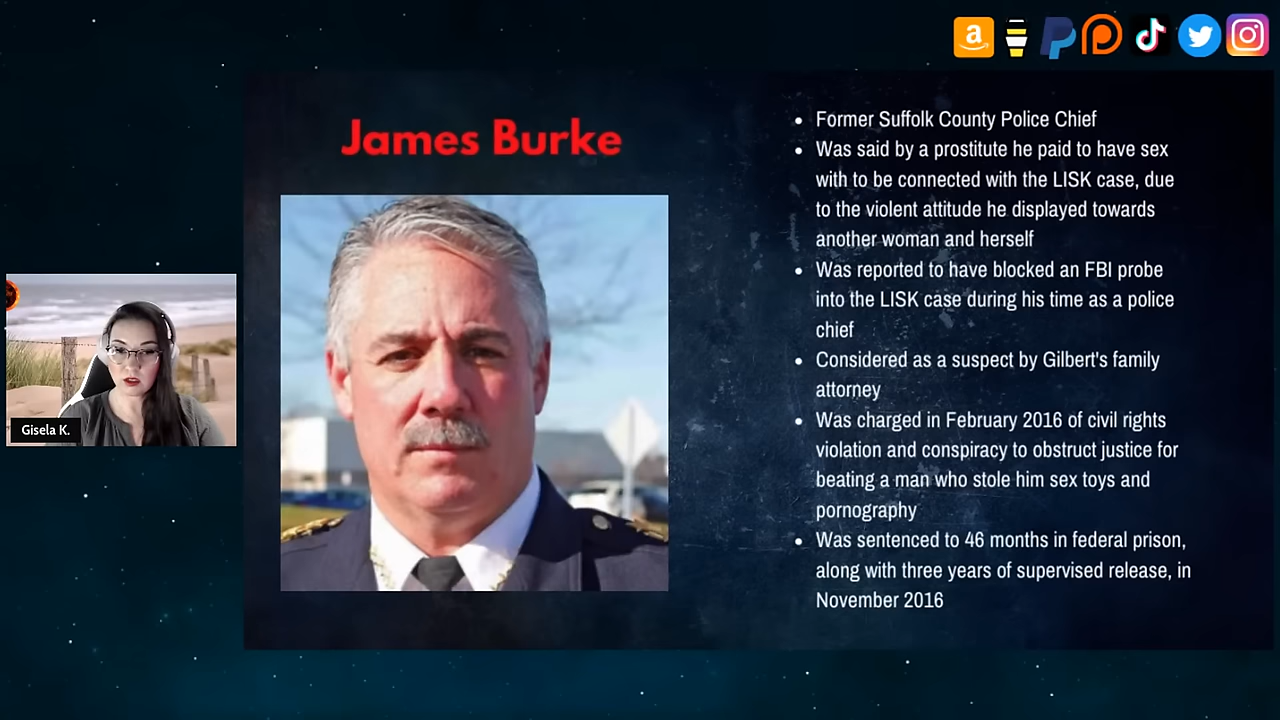 James Burke
Former Suffolk County Police Chief
Was said by a prostitute he paid to have sex
with to be connected with the LISK case, due
to the violent attitude he displayed towards
another woman and herself
Was reported to have blocked an FBI probe
into the LISK case during his time as a police
chief
Considered as a suspect by Gilbert's family
attorney
Was charged in February 2016 of civil rights
violation and conspiracy to obstruct justice for
beating a man who stole him sex toys and
pornography
Was sentenced to 46 months in federal prison,
along with three years of supervised release, in
November 2016
Gisela K.